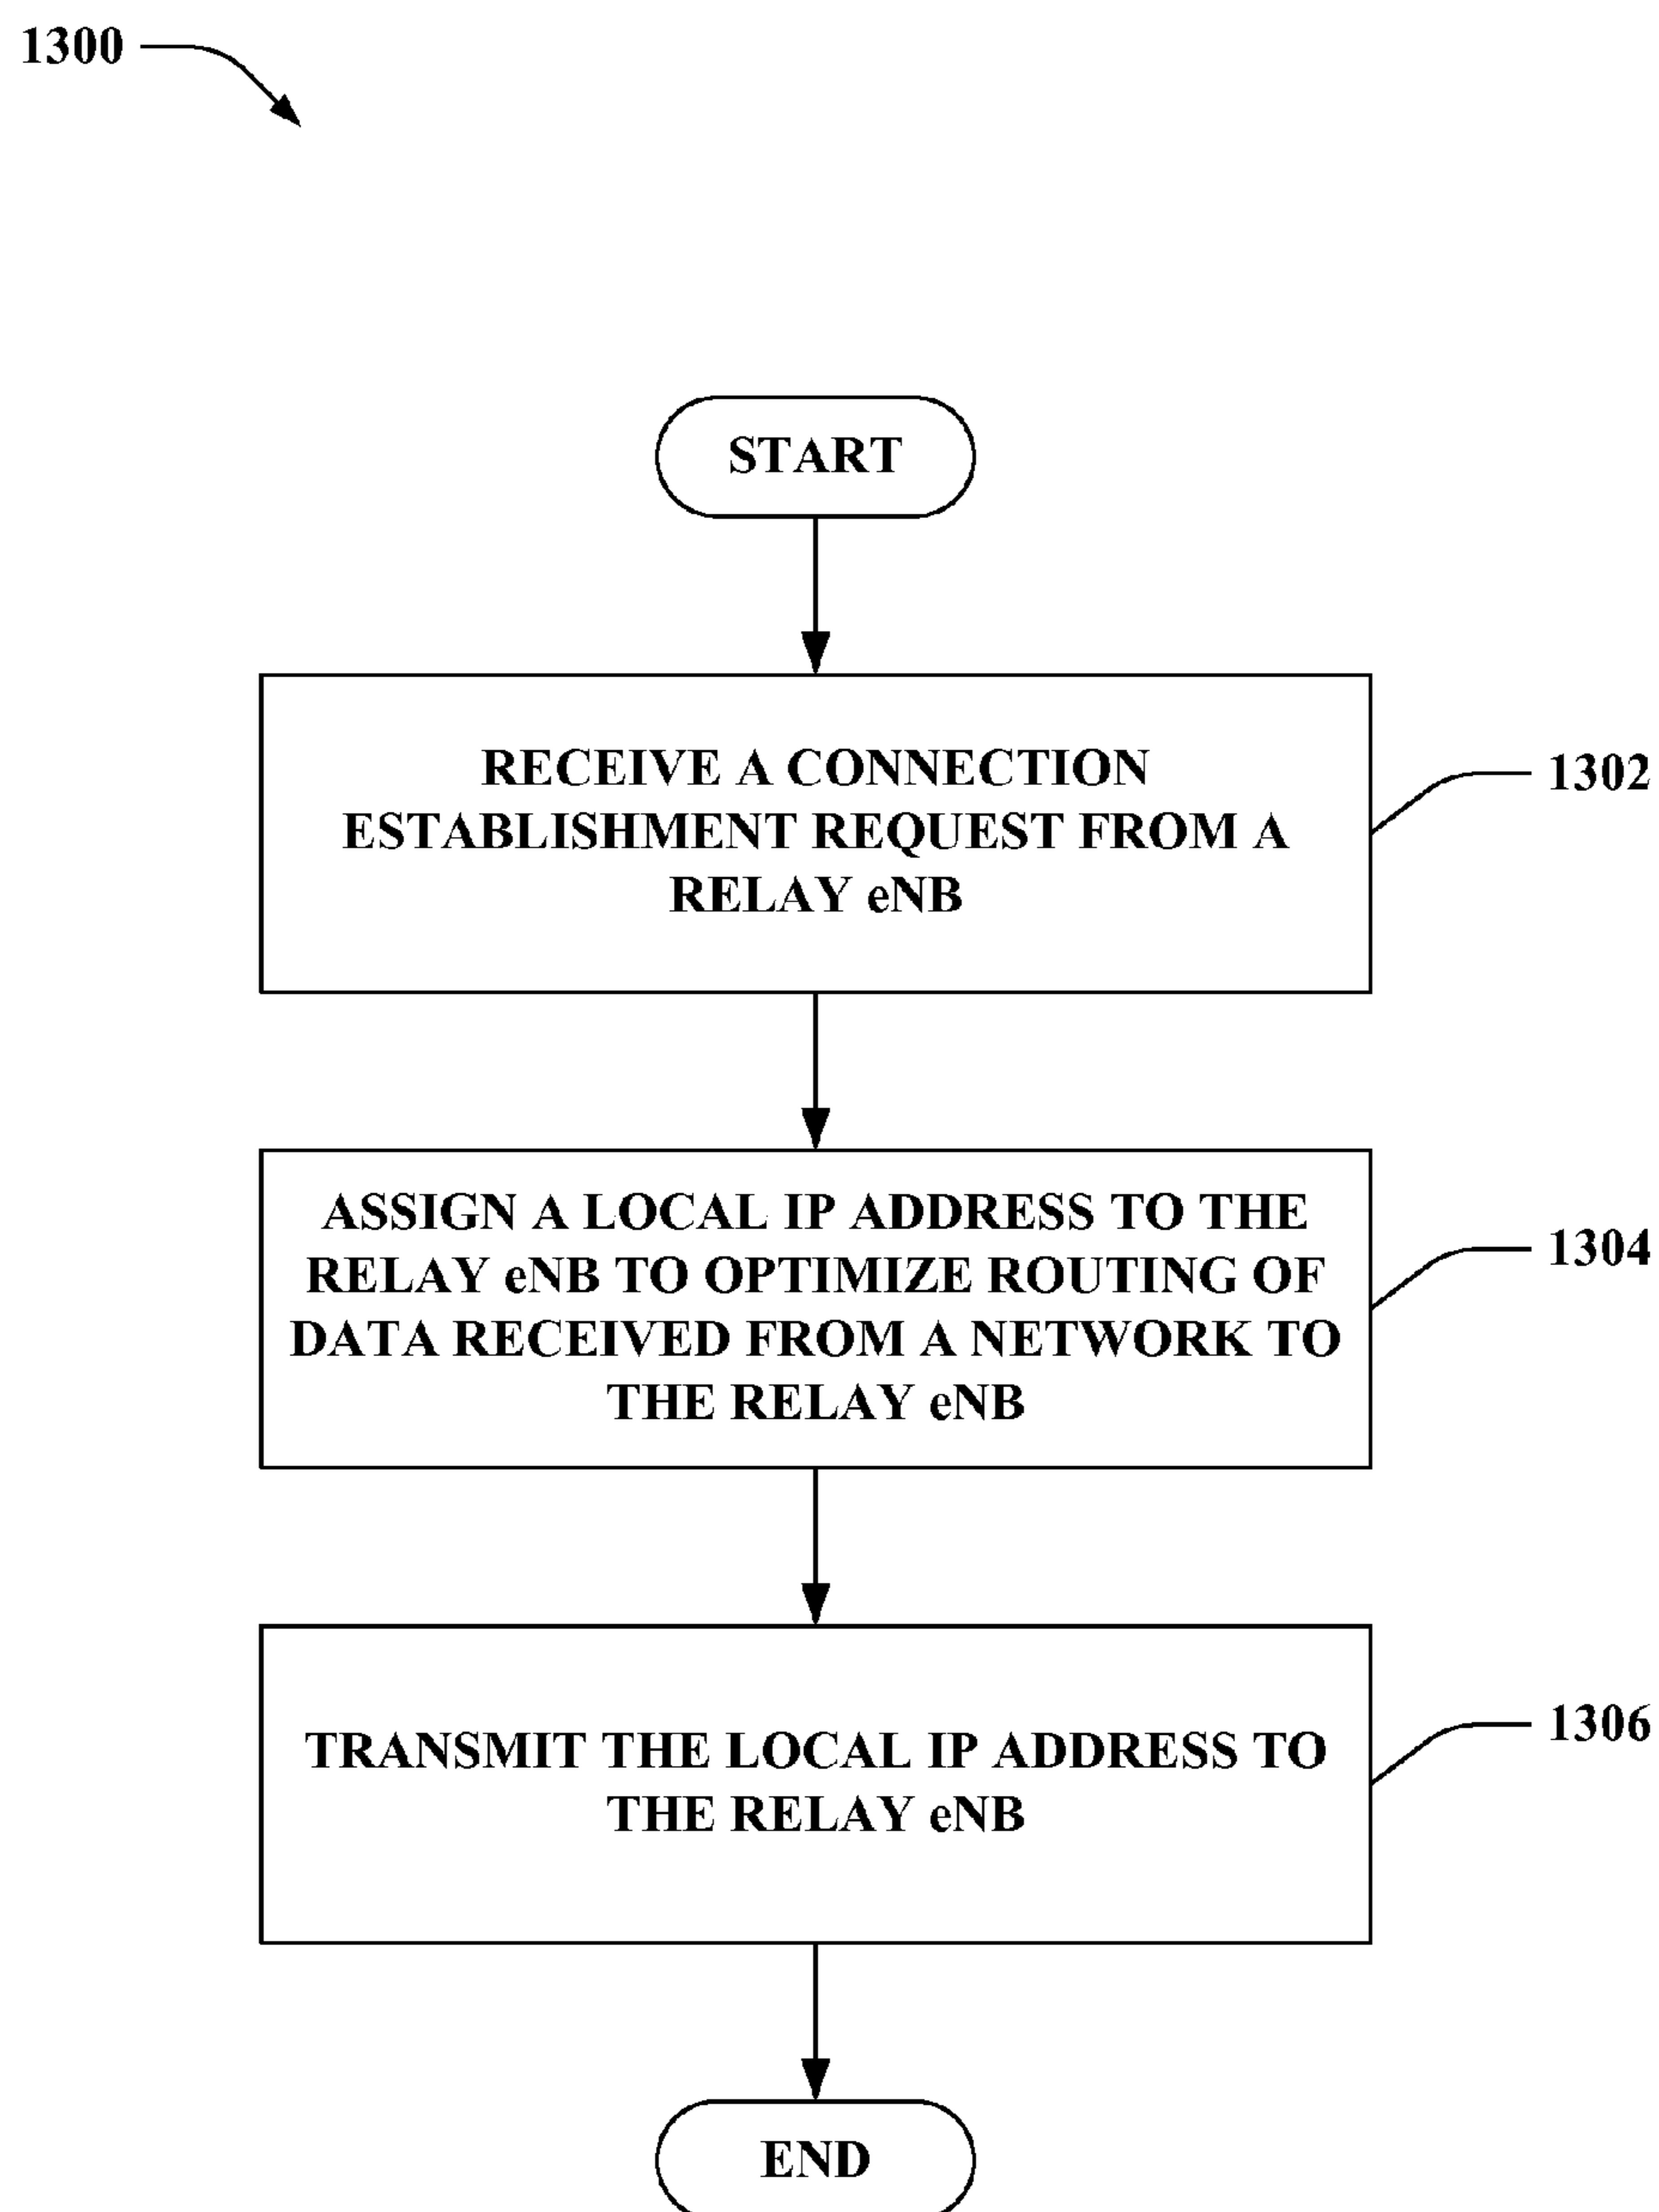 1300
START
RECEIVE A CONNECTION
ESTABLISHMENT REQUEST FROM A
RELAY eNB
1302
ASSIGN A LOCAL IP ADDRESS TO THE
RELAY eNB TO OPTIMIZE ROUTING OF
DATA RECEIVED FROM A NETWORK TO
THE RELAY eNB
1304
TRANSMIT THE LOCAL IP ADDRESS TO
THE RELAY eNB
1306
END